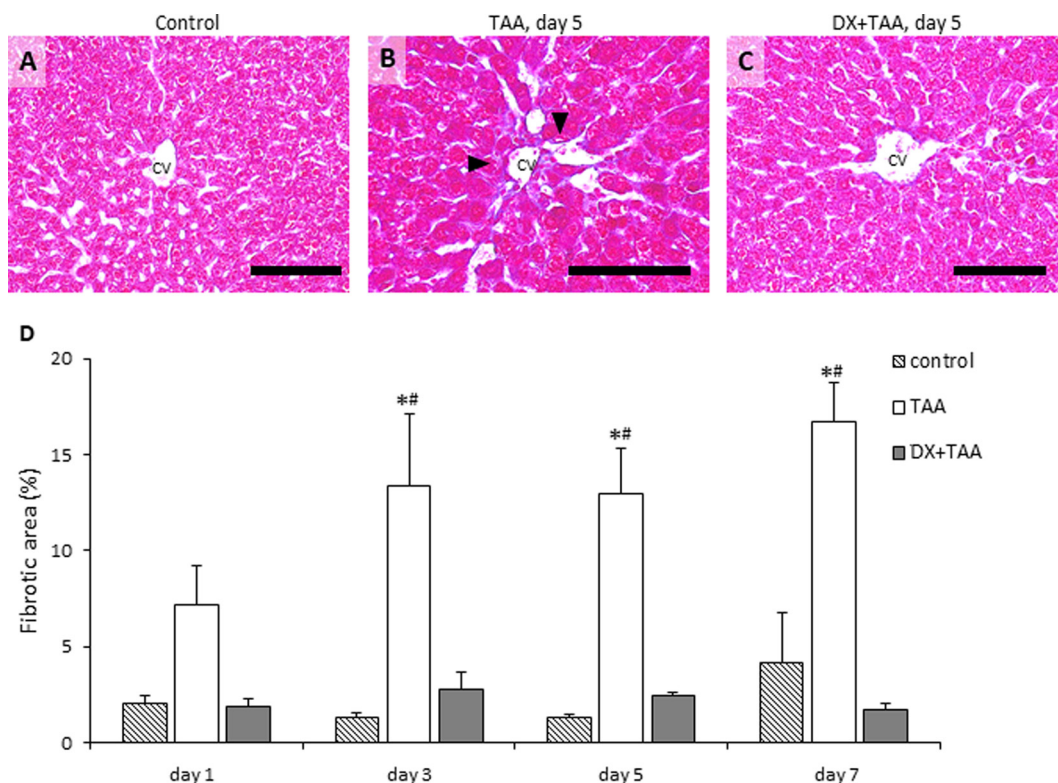 Control
TAA, day 5
DX+TAA, day 5
A
B
C
CV
CV
CV
D
Fibrotic area (%)
20
15
10
5
0
*#
*#
*#
control
TAA
DX+TAA
day 1
day 3
day 5
day 7